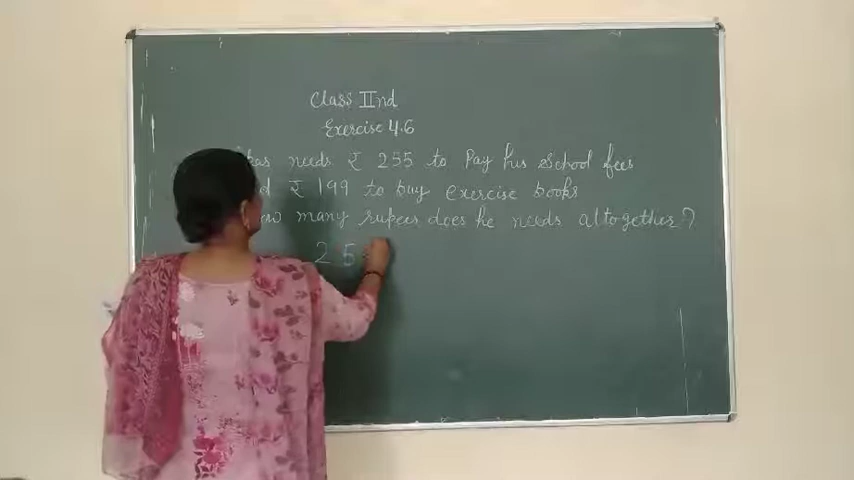 Class IInd
Exercise 4.6
needs ₹ 255 to Pay his School fees
₹ 199 to buy exercise books
many rupees does he needs altogether?
2 5